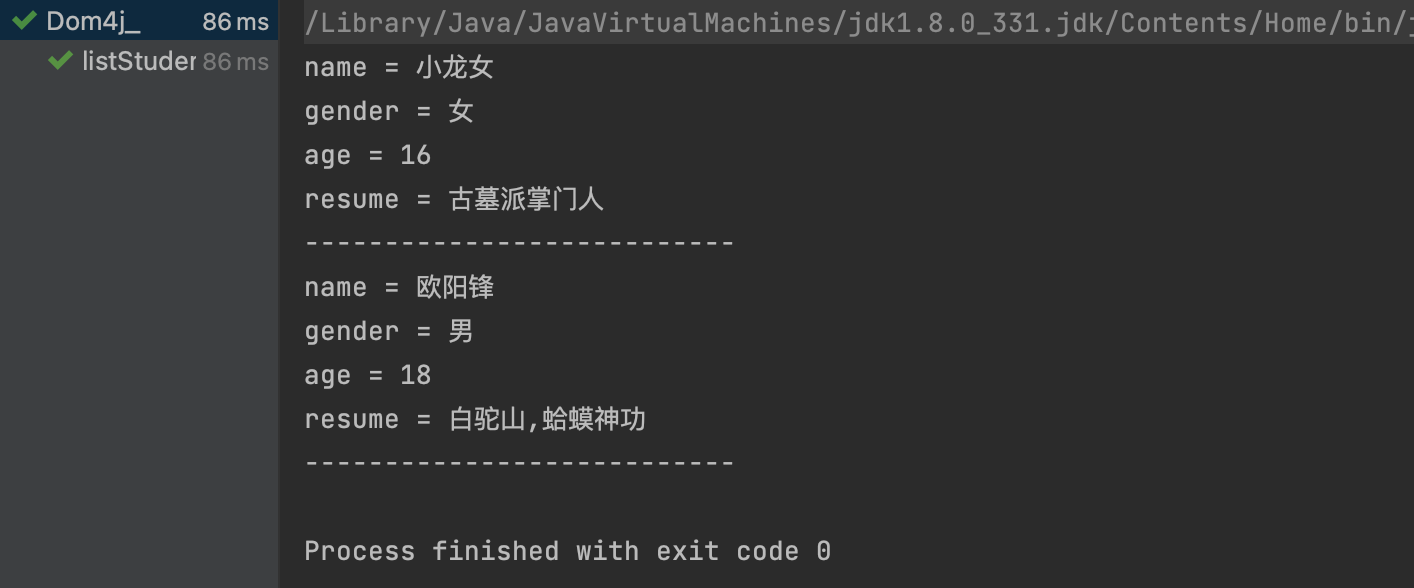 Dom4j_ 86 ms
listStuder 86 ms
/Library/Java/JavaVirtualMachines/jdk1.8.0_331.jdk/Contents/Home/bin/j
name = 小龙女
gender = 女
age = 16
resume = 古墓派掌门人
---------------------------
name = 欧阳锋
gender = 男
age = 18
resume = 白驼山,蛤蟆神功
---------------------------
Process finished with exit code 0